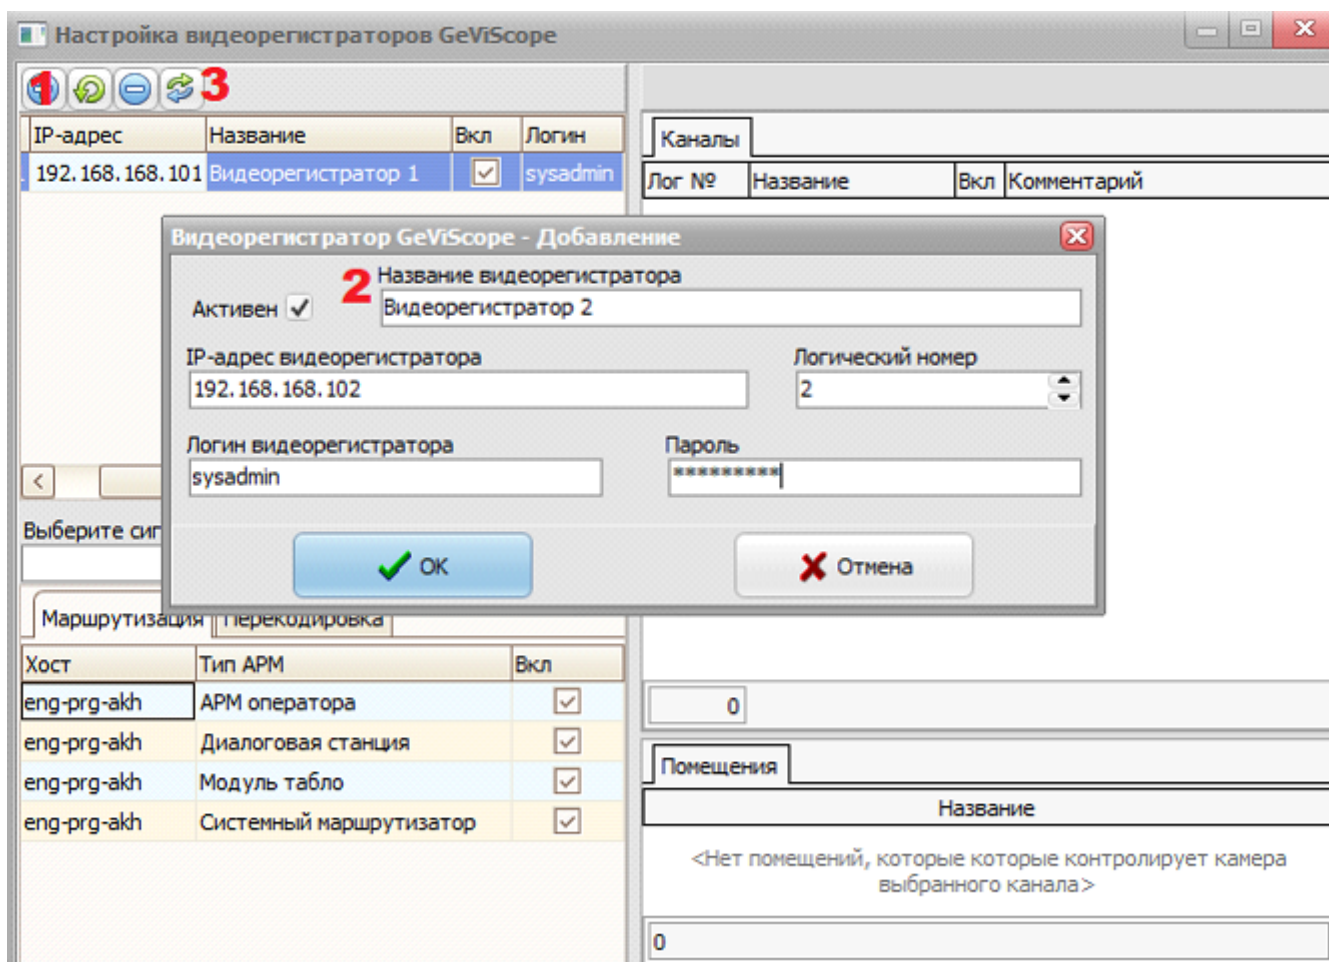 Настройка видеорегистраторов GeViScope
1 3
IP-адрес Название Вкл Логин
192.168.168.101 Видеорегистратор 1 sysadmin
Каналы
Лог № Название Вкл Комментарий
Видеорегистратор GeViScope - Добавление
2 Название видеорегистратора
Активен Видеорегистратор 2
IP-адрес видеорегистратора Логический номер
192.168.168.102 2
Логин видеорегистратора Пароль
sysadmin *********
OK Отмена
Выберите сиг
Маршрутизация Перекодировка
Хост Тип АРМ Вкл
eng-prg-akh АРМ оператора
eng-prg-akh Диалоговая станция
eng-prg-akh Модуль табло
eng-prg-akh Системный маршрутизатор
0
Помещения
Название
<Нет помещений, которые которые контролирует камера
выбранного канала>
0